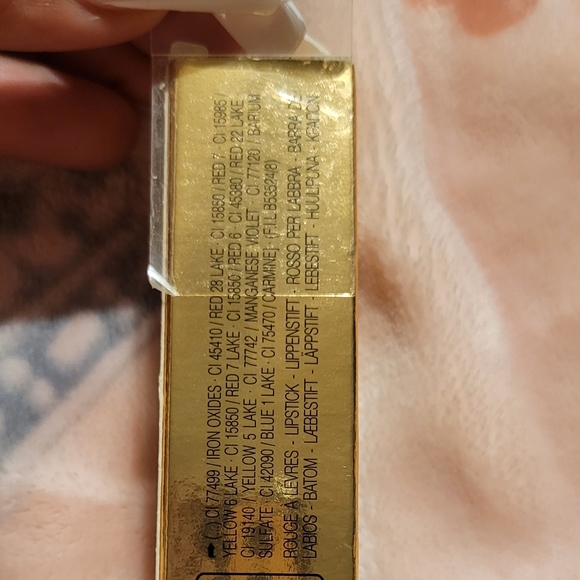 CI 77499 / IRON OXIDES · CI 45410 / RED 28 LAKE · CI 15850 / RED 7 · CI 15985 /
YELLOW 6 LAKE · CI 15850 / RED 7 LAKE · CI 15850 / RED 6 · CI 45380 / RED 22 LAKE
CI 19140 / YELLOW 5 LAKE · CI 77742 / MANGANESE VIOLET · CI 77120 / BARIUM
SULFATE · CI 42090 / BLUE 1 LAKE · CI 75470 / CARMINE]
ROUGE À LÈVRES - LIPSTICK - LIPPENSTIFT - ROSSO PER LABBRA - BARRA DE
LABIOS - BATOM - LÆBESTIFT - LÄPPSTIFT - LEBESTIFT - HUULIPUNA - ΚΡΑΓΙΟΝ